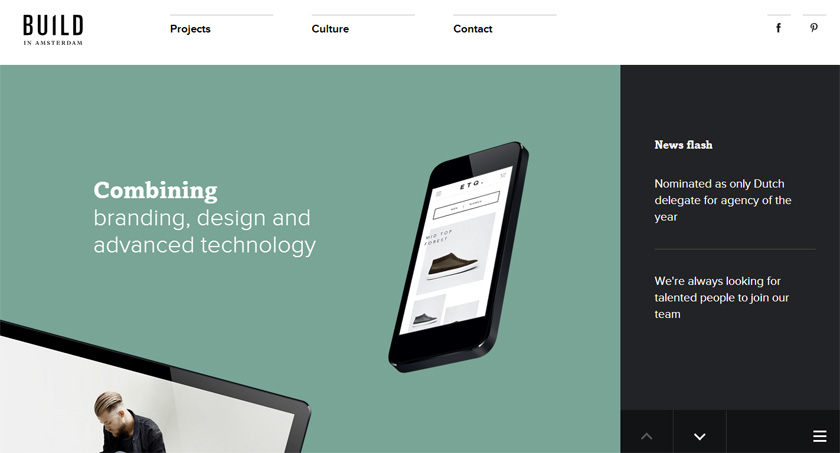 BUILD
IN AMSTERDAM
Projects
Culture
Contact
Combining
branding, design and
advanced technology
ETQ.
MEN | WOMEN
MID TOP
FOREST
News flash
Nominated as only Dutch
delegate for agency of the
year
We're always looking for
talented people to join our
team